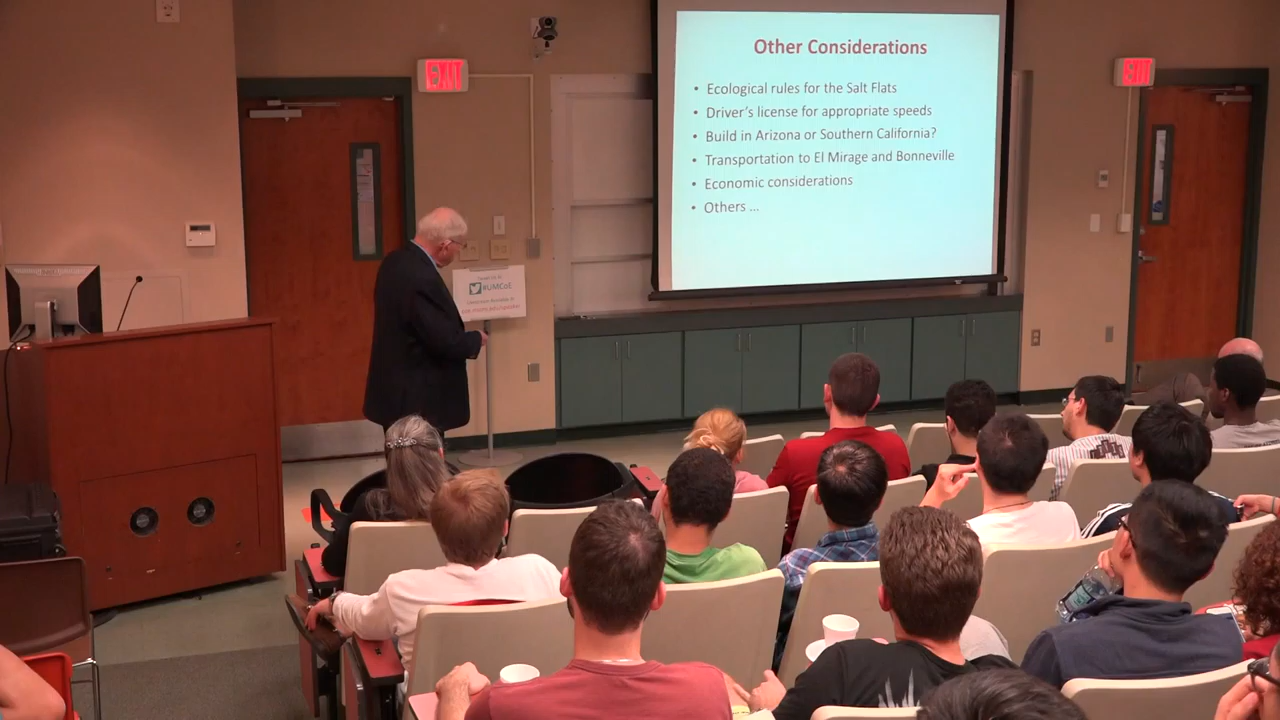 Other Considerations
• Ecological rules for the Salt Flats
• Driver's license for appropriate speeds
• Build in Arizona or Southern California?
• Transportation to El Mirage and Bonneville
• Economic considerations
• Others ...
EXIT
EXIT
#UMCoE